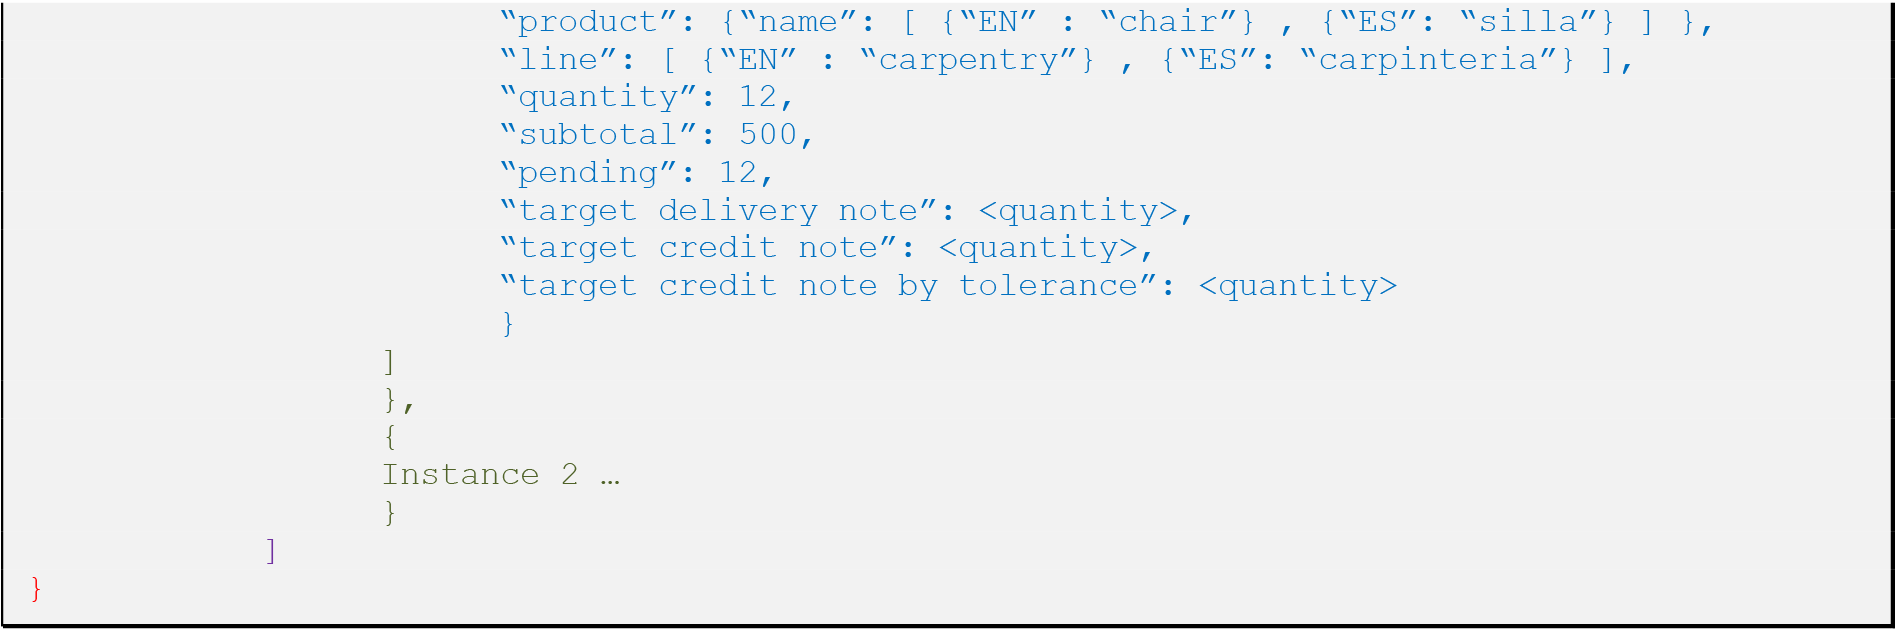 “product”: {“name”: [ {“EN” : “chair”} , {“ES”: “silla”} ] },
“line”: [ {“EN” : “carpentry”} , {“ES”: “carpinteria”} ],
“quantity”: 12,
“subtotal”: 500,
“pending”: 12,
“target delivery note”: <quantity>,
“target credit note”: <quantity>,
“target credit note by tolerance”: <quantity>
}
]
},
{
Instance 2 …
}
]
}